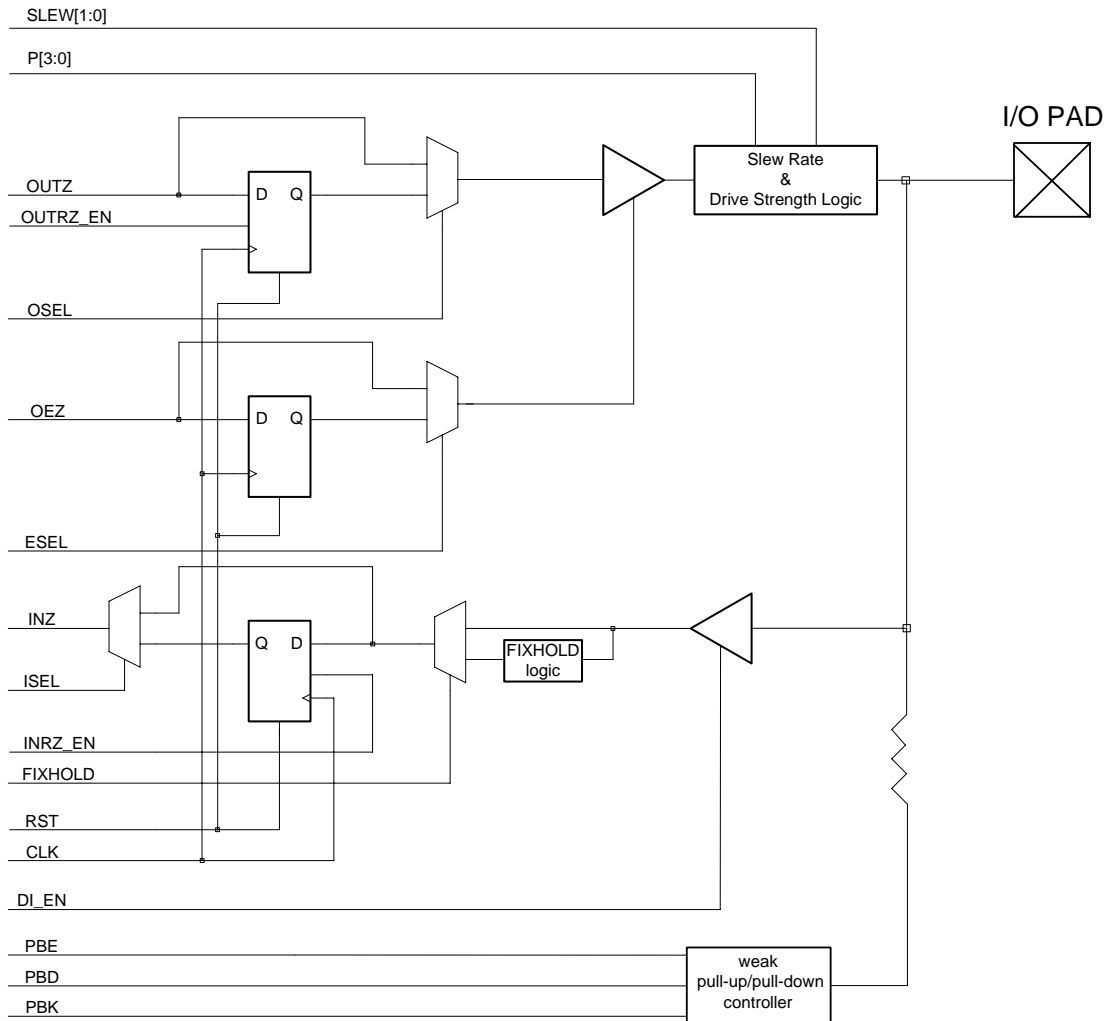 SLEW[1:0]
P[3:0]
I/O PAD
Slew Rate
&
Drive Strength Logic
OUTZ
D Q
OUTRZ_EN
OSEL
OEZ
D Q
ESEL
INZ
Q D
FIXHOLD
logic
ISEL
INRZ_EN
FIXHOLD
RST
CLK
DI_EN
PBE
PBD
PBK
weak
pull-up/pull-down
controller